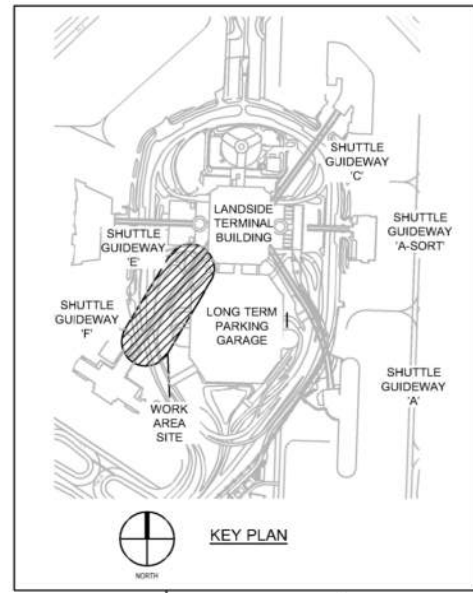 SHUTTLE
GUIDEWAY
'C'
LANDSIDE
TERMINAL
BUILDING
SHUTTLE
GUIDEWAY
'A-SORT'
SHUTTLE
GUIDEWAY
'E'
SHUTTLE
GUIDEWAY
'F'
LONG TERM
PARKING
GARAGE
SHUTTLE
GUIDEWAY
'A'
WORK
AREA
SITE
KEY PLAN
NORTH